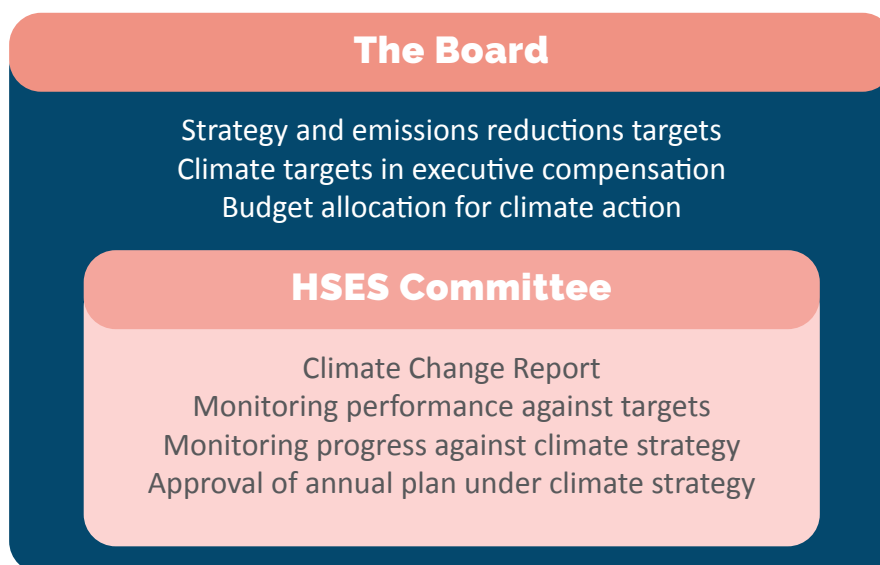 The Board
Strategy and emissions reductions targets
Climate targets in executive compensation
Budget allocation for climate action
HSES Committee
Climate Change Report
Monitoring performance against targets
Monitoring progress against climate strategy
Approval of annual plan under climate strategy